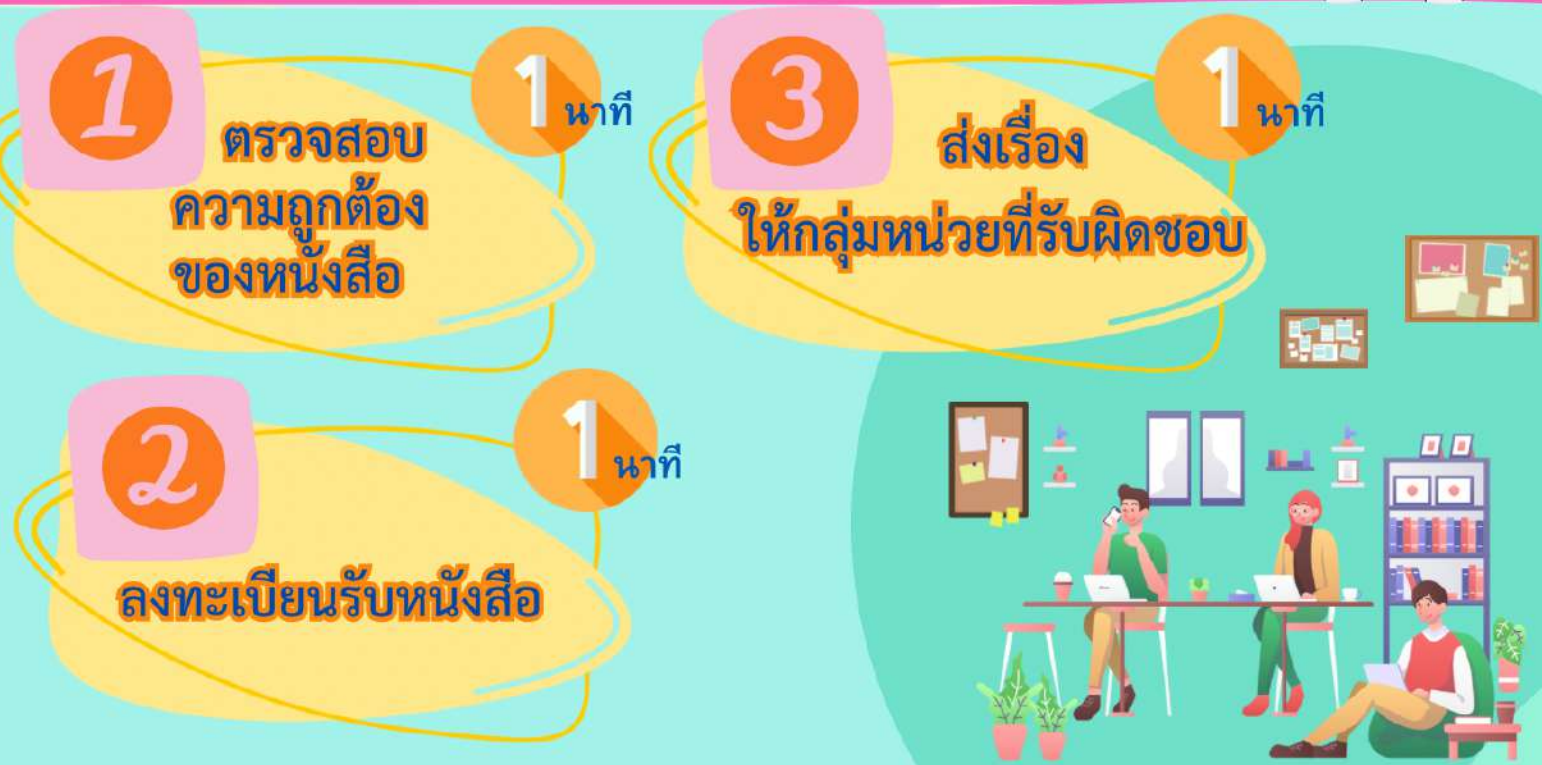 1
1 นาที
ตรวจสอบ
ความถูกต้อง
ของหนังสือ
2
1 นาที
ลงทะเบียนรับหนังสือ
3
1 นาที
ส่งเรื่อง
ให้กลุ่มหน่วยที่รับผิดชอบ